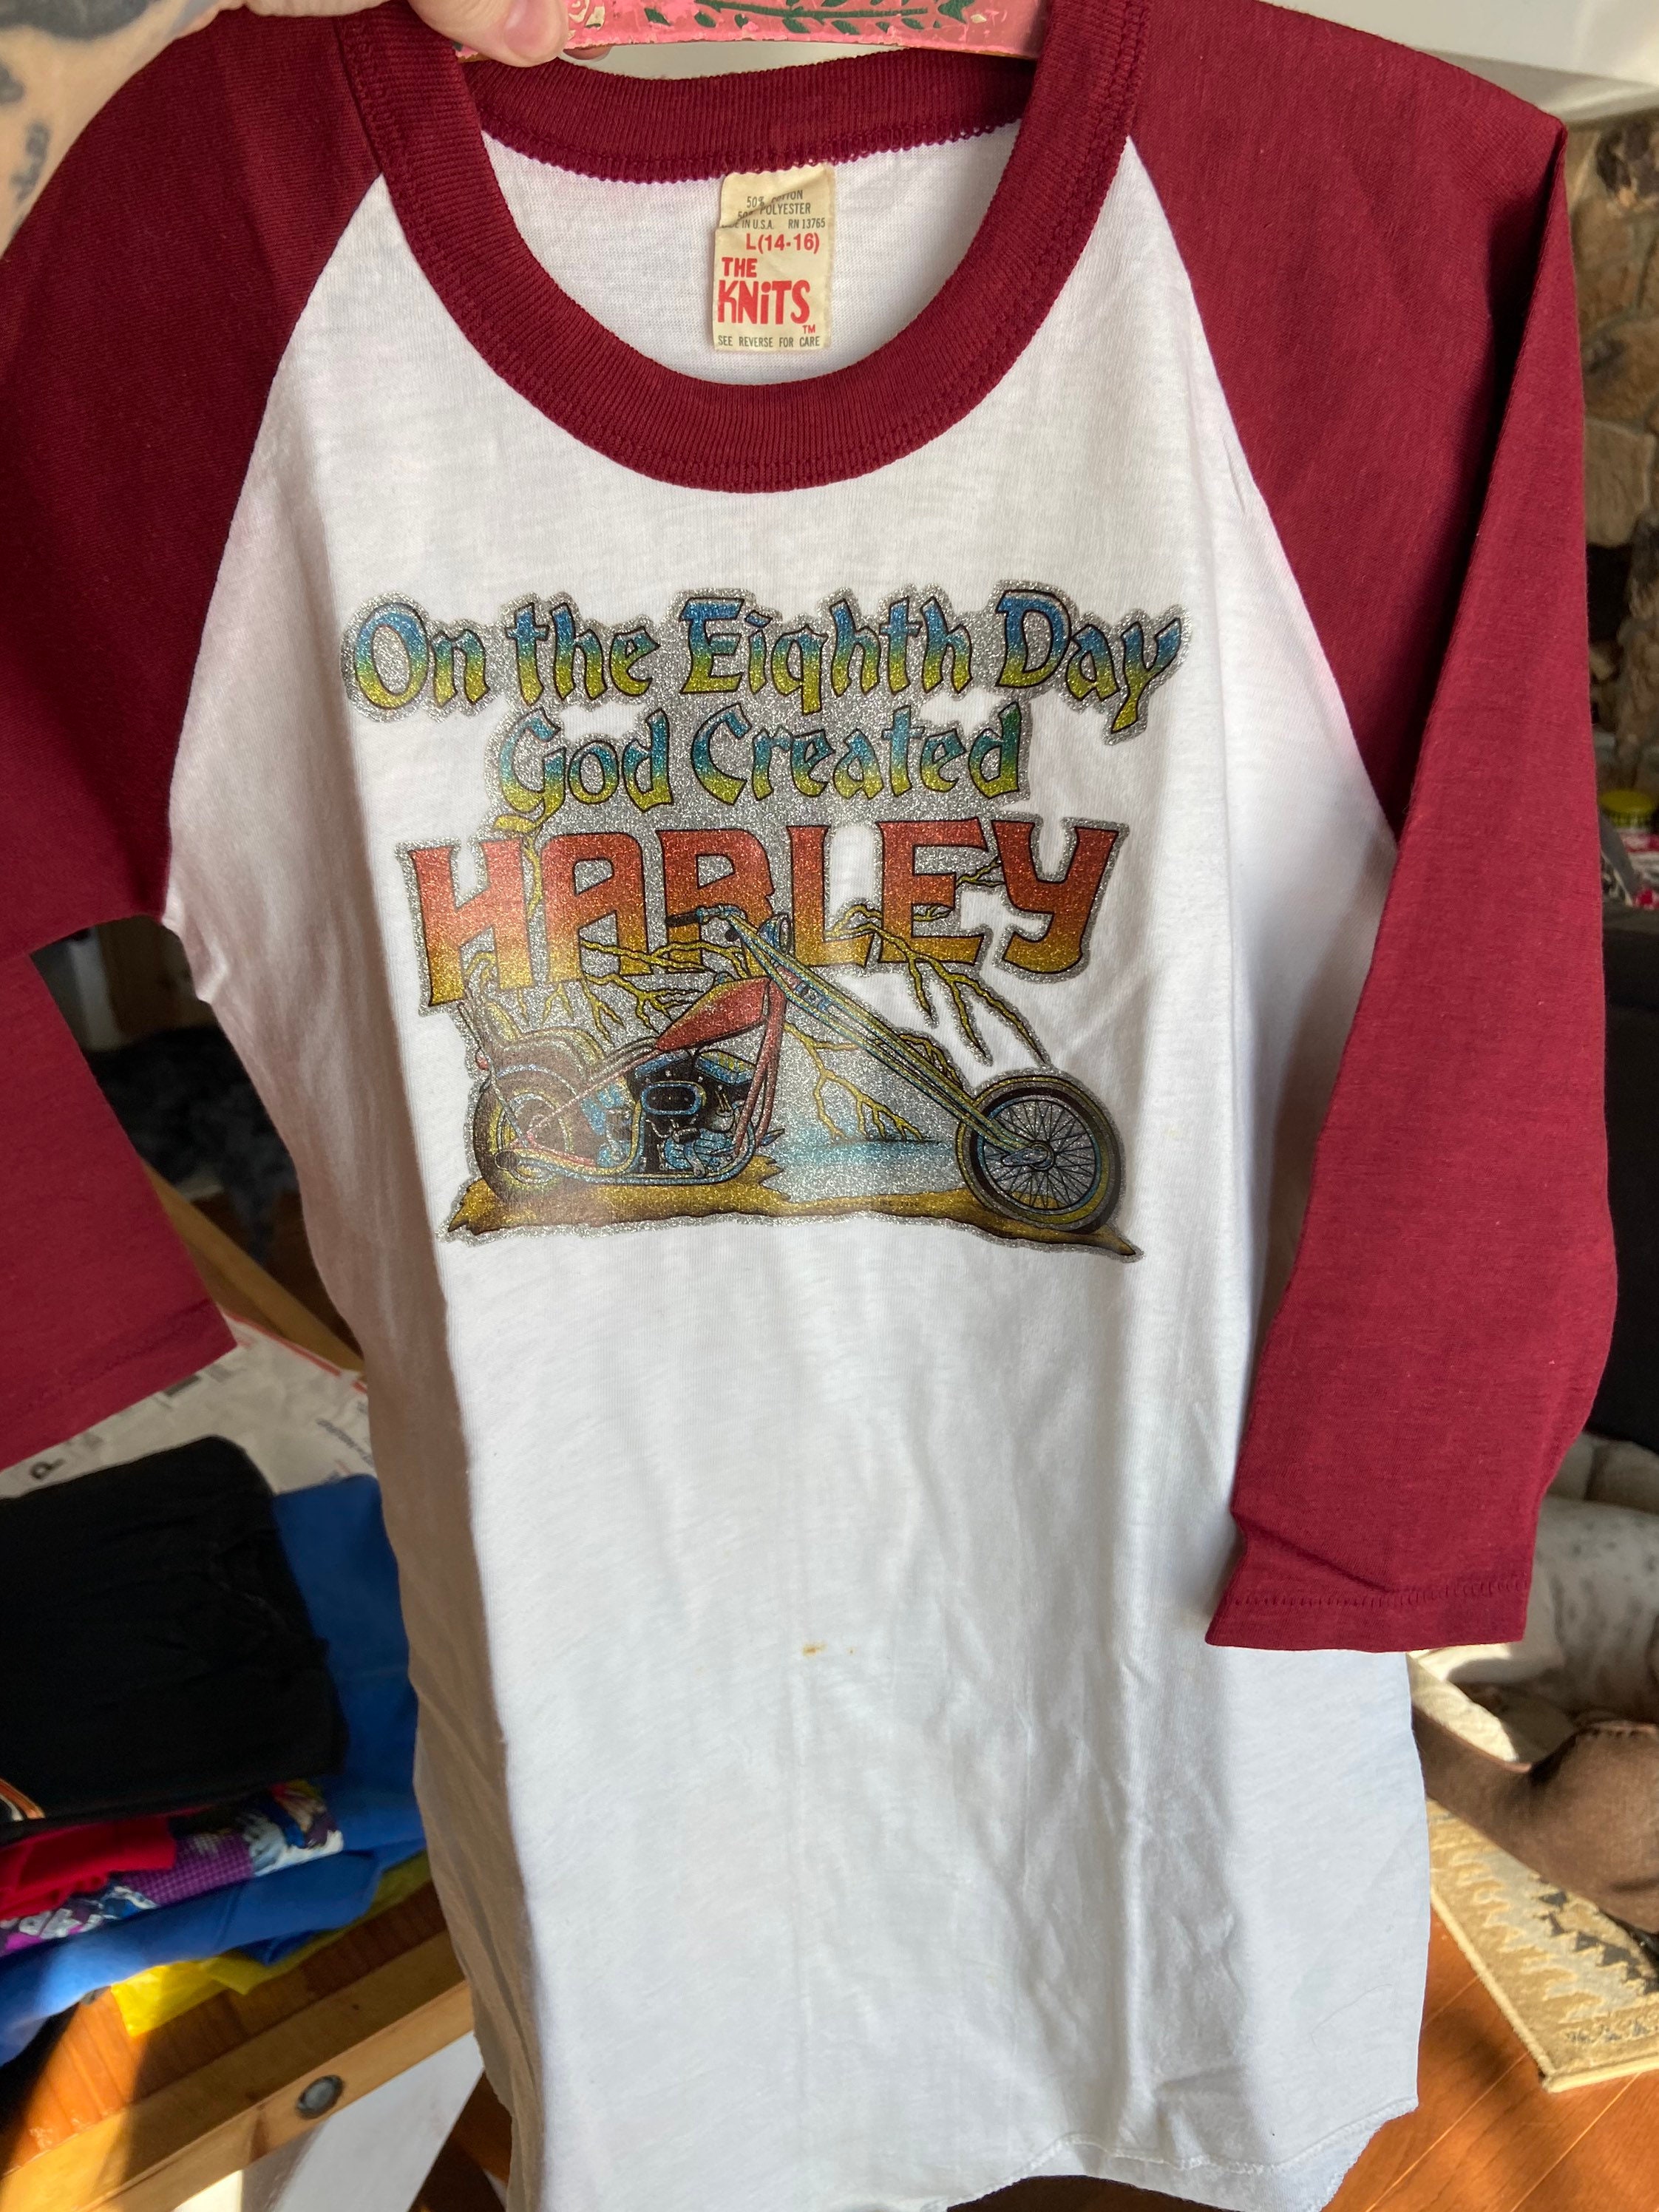 50% COTTON
50% POLYESTER
IN U.S.A. RN 13765
L(14-16)
THE
KNiTS
TM
SEE REVERSE FOR CARE
On the Eighth Day
God Created
HARLEY